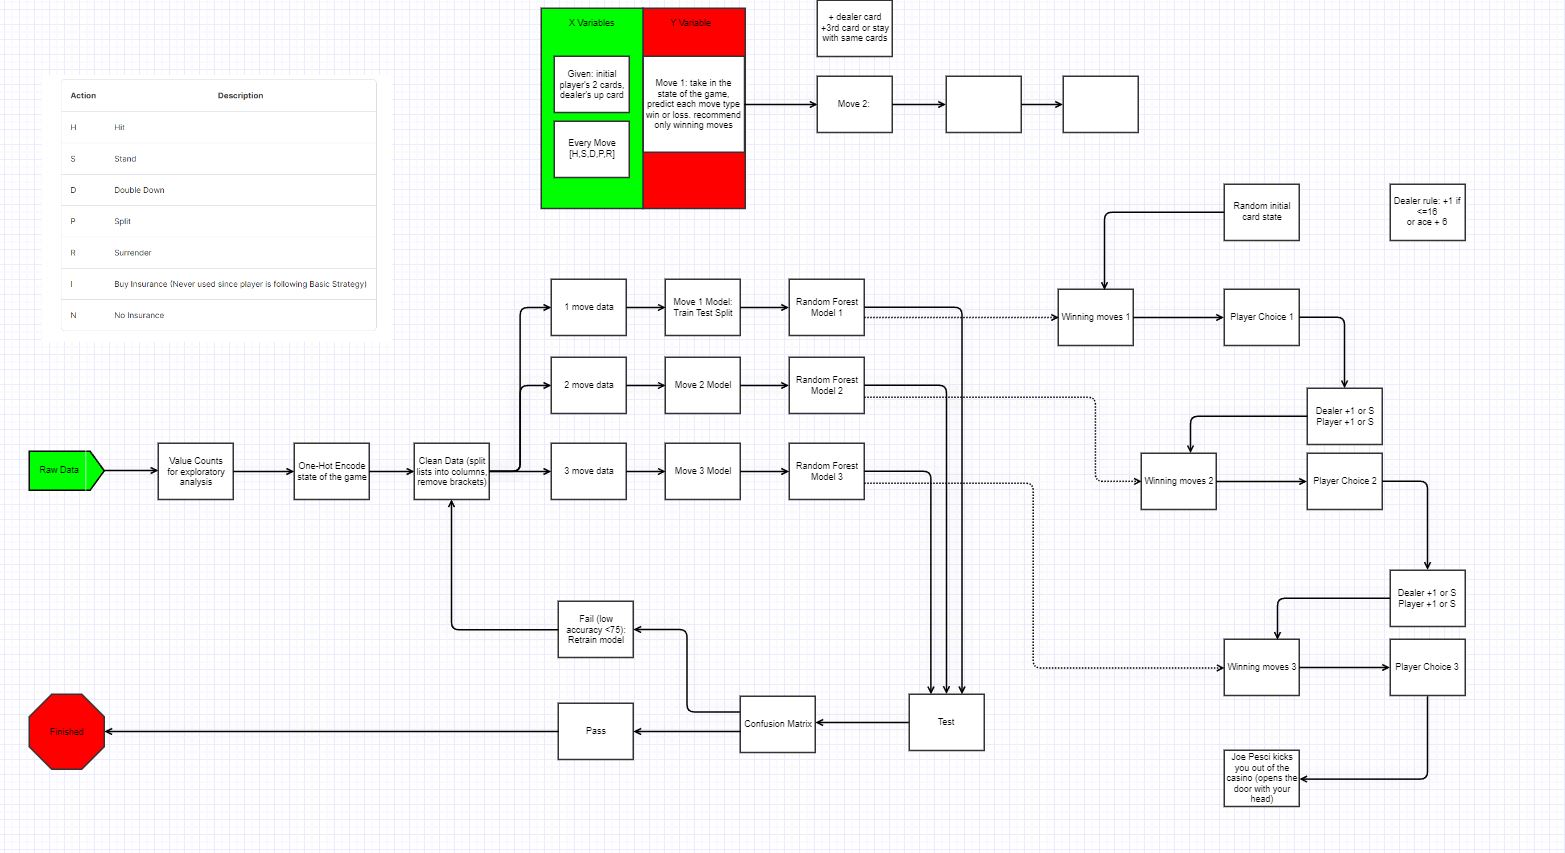 X Variables
Y Variable
Given: initial
player's 2 cards,
dealer's up card
Every Move
[H,S,D,P,R]
Move 1: take in the
state of the game,
predict each move type
win or loss. recommend
only winning moves
+ dealer card
+3rd card or stay
with same cards
Move 2:
Action Description
H Hit
S Stand
D Double Down
P Split
R Surrender
I Buy Insurance (Never used since player is following Basic Strategy)
N No Insurance
Random initial
card state
Dealer rule: +1 if
<=16
or ace + 6
1 move data
Move 1 Model:
Train Test Split
Random Forest
Model 1
Winning moves 1
Player Choice 1
2 move data
Move 2 Model
Random Forest
Model 2
Dealer +1 or S
Player +1 or S
Raw Data
Value Counts
for exploratory
analysis
One-Hot Encode
state of the game
Clean Data (split
lists into columns,
remove brackets)
3 move data
Move 3 Model
Random Forest
Model 3
Winning moves 2
Player Choice 2
Dealer +1 or S
Player +1 or S
Fail (low
accuracy <75):
Retrain model
Winning moves 3
Player Choice 3
Finished
Pass
Confusion Matrix
Test
Joe Pesci kicks
you out of the
casino (opens the
door with your
head)